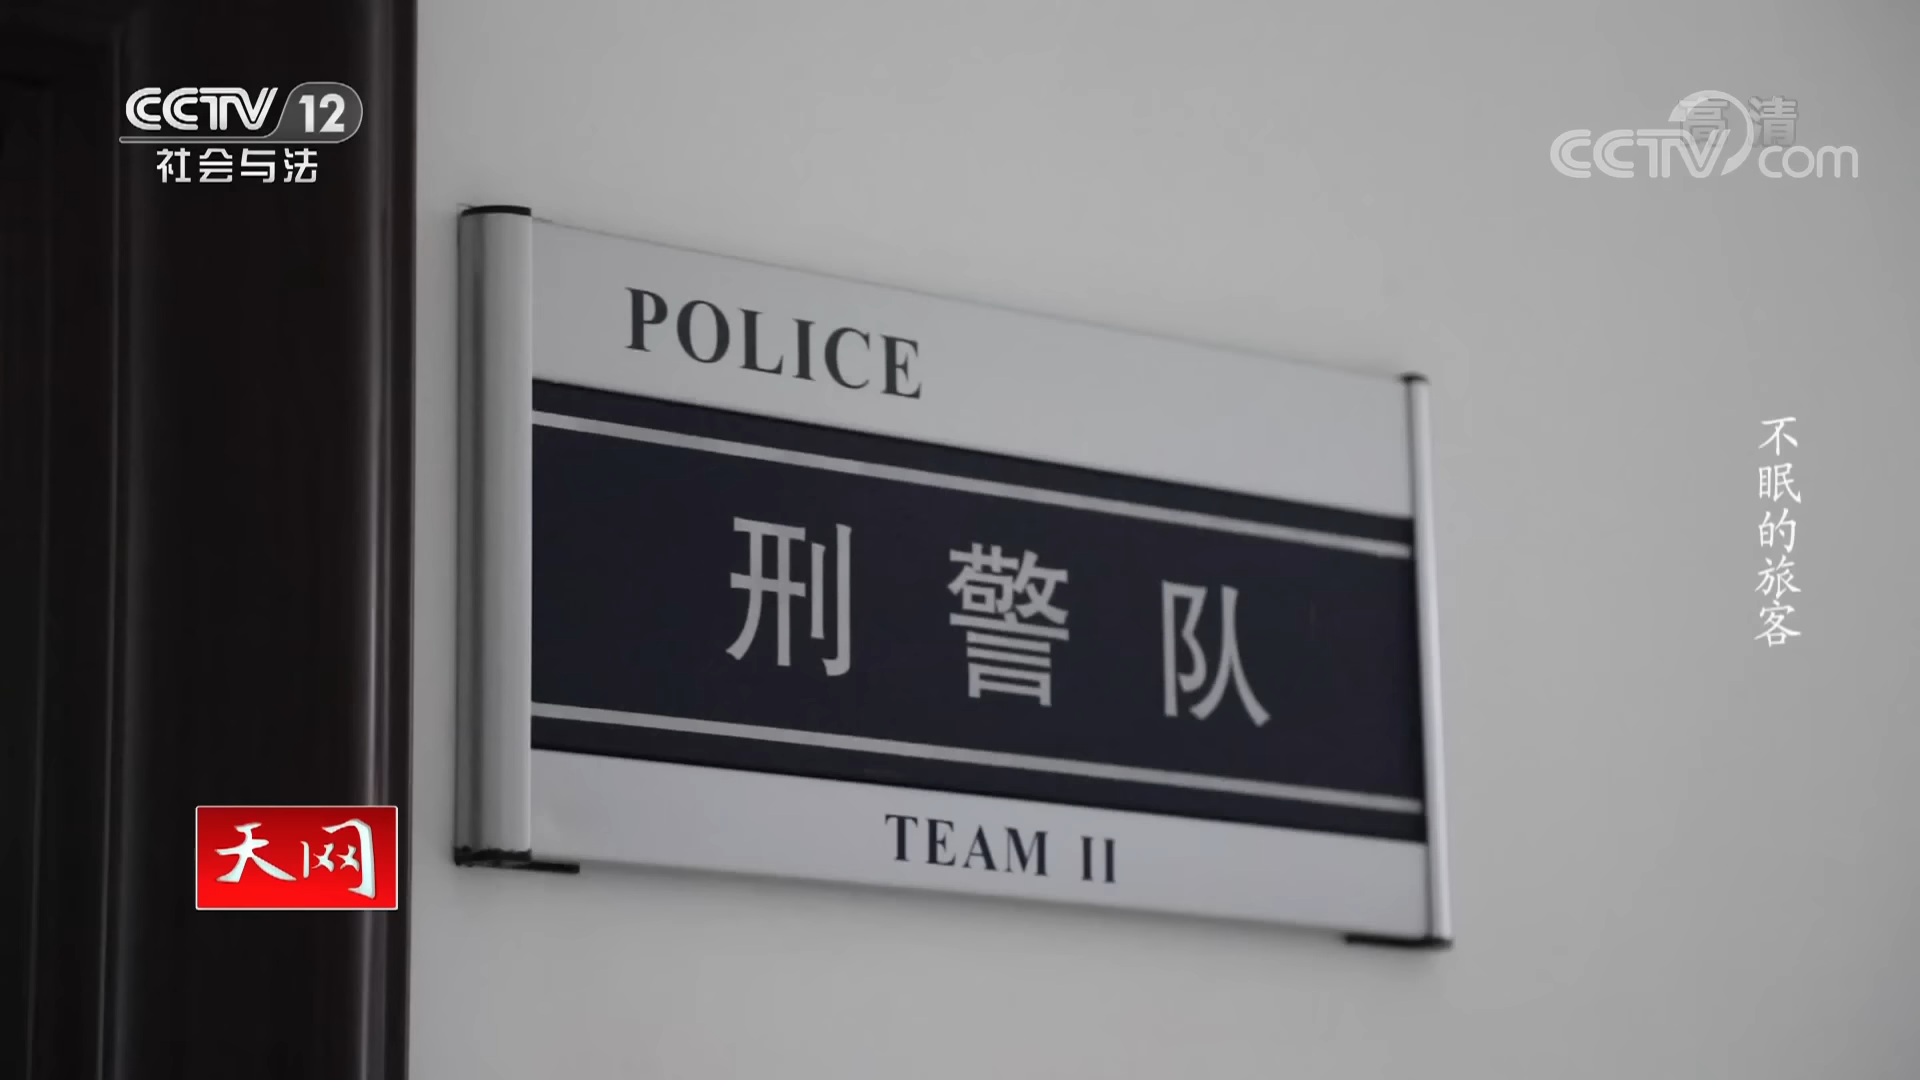 CCTV 12
社会与法
高清
CCTV com
POLICE
刑警队
TEAM II
不眠的旅客
天网